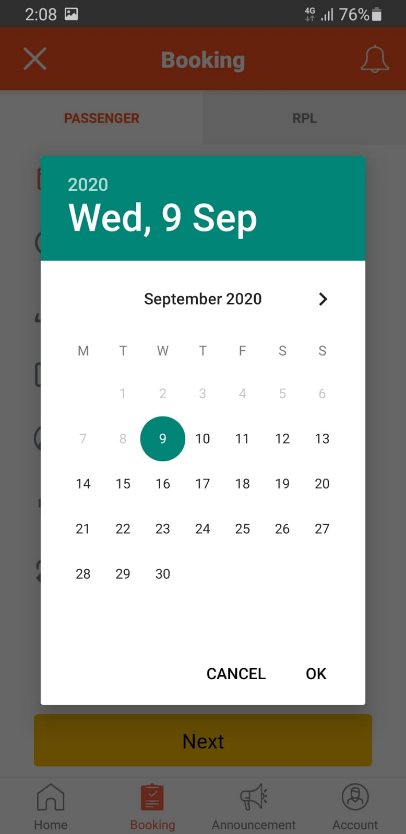 2:08 4G 76%
Booking
PASSENGER RPL
2020
Wed, 9 Sep
September 2020
M T W T F S S
1 2 3 4 5 6
7 8 9 10 11 12 13
14 15 16 17 18 19 20
21 22 23 24 25 26 27
28 29 30
CANCEL OK
Next
Home Booking Announcement Account